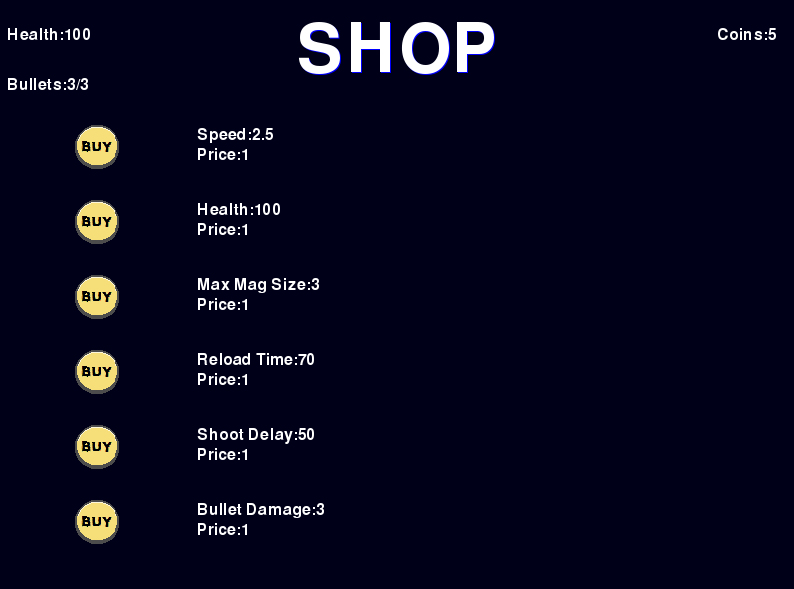 Health:100
SHOP
Coins:5
Bullets:3/3
BUY
Speed:2.5
Price:1
BUY
Health:100
Price:1
BUY
Max Mag Size:3
Price:1
BUY
Reload Time:70
Price:1
BUY
Shoot Delay:50
Price:1
BUY
Bullet Damage:3
Price:1